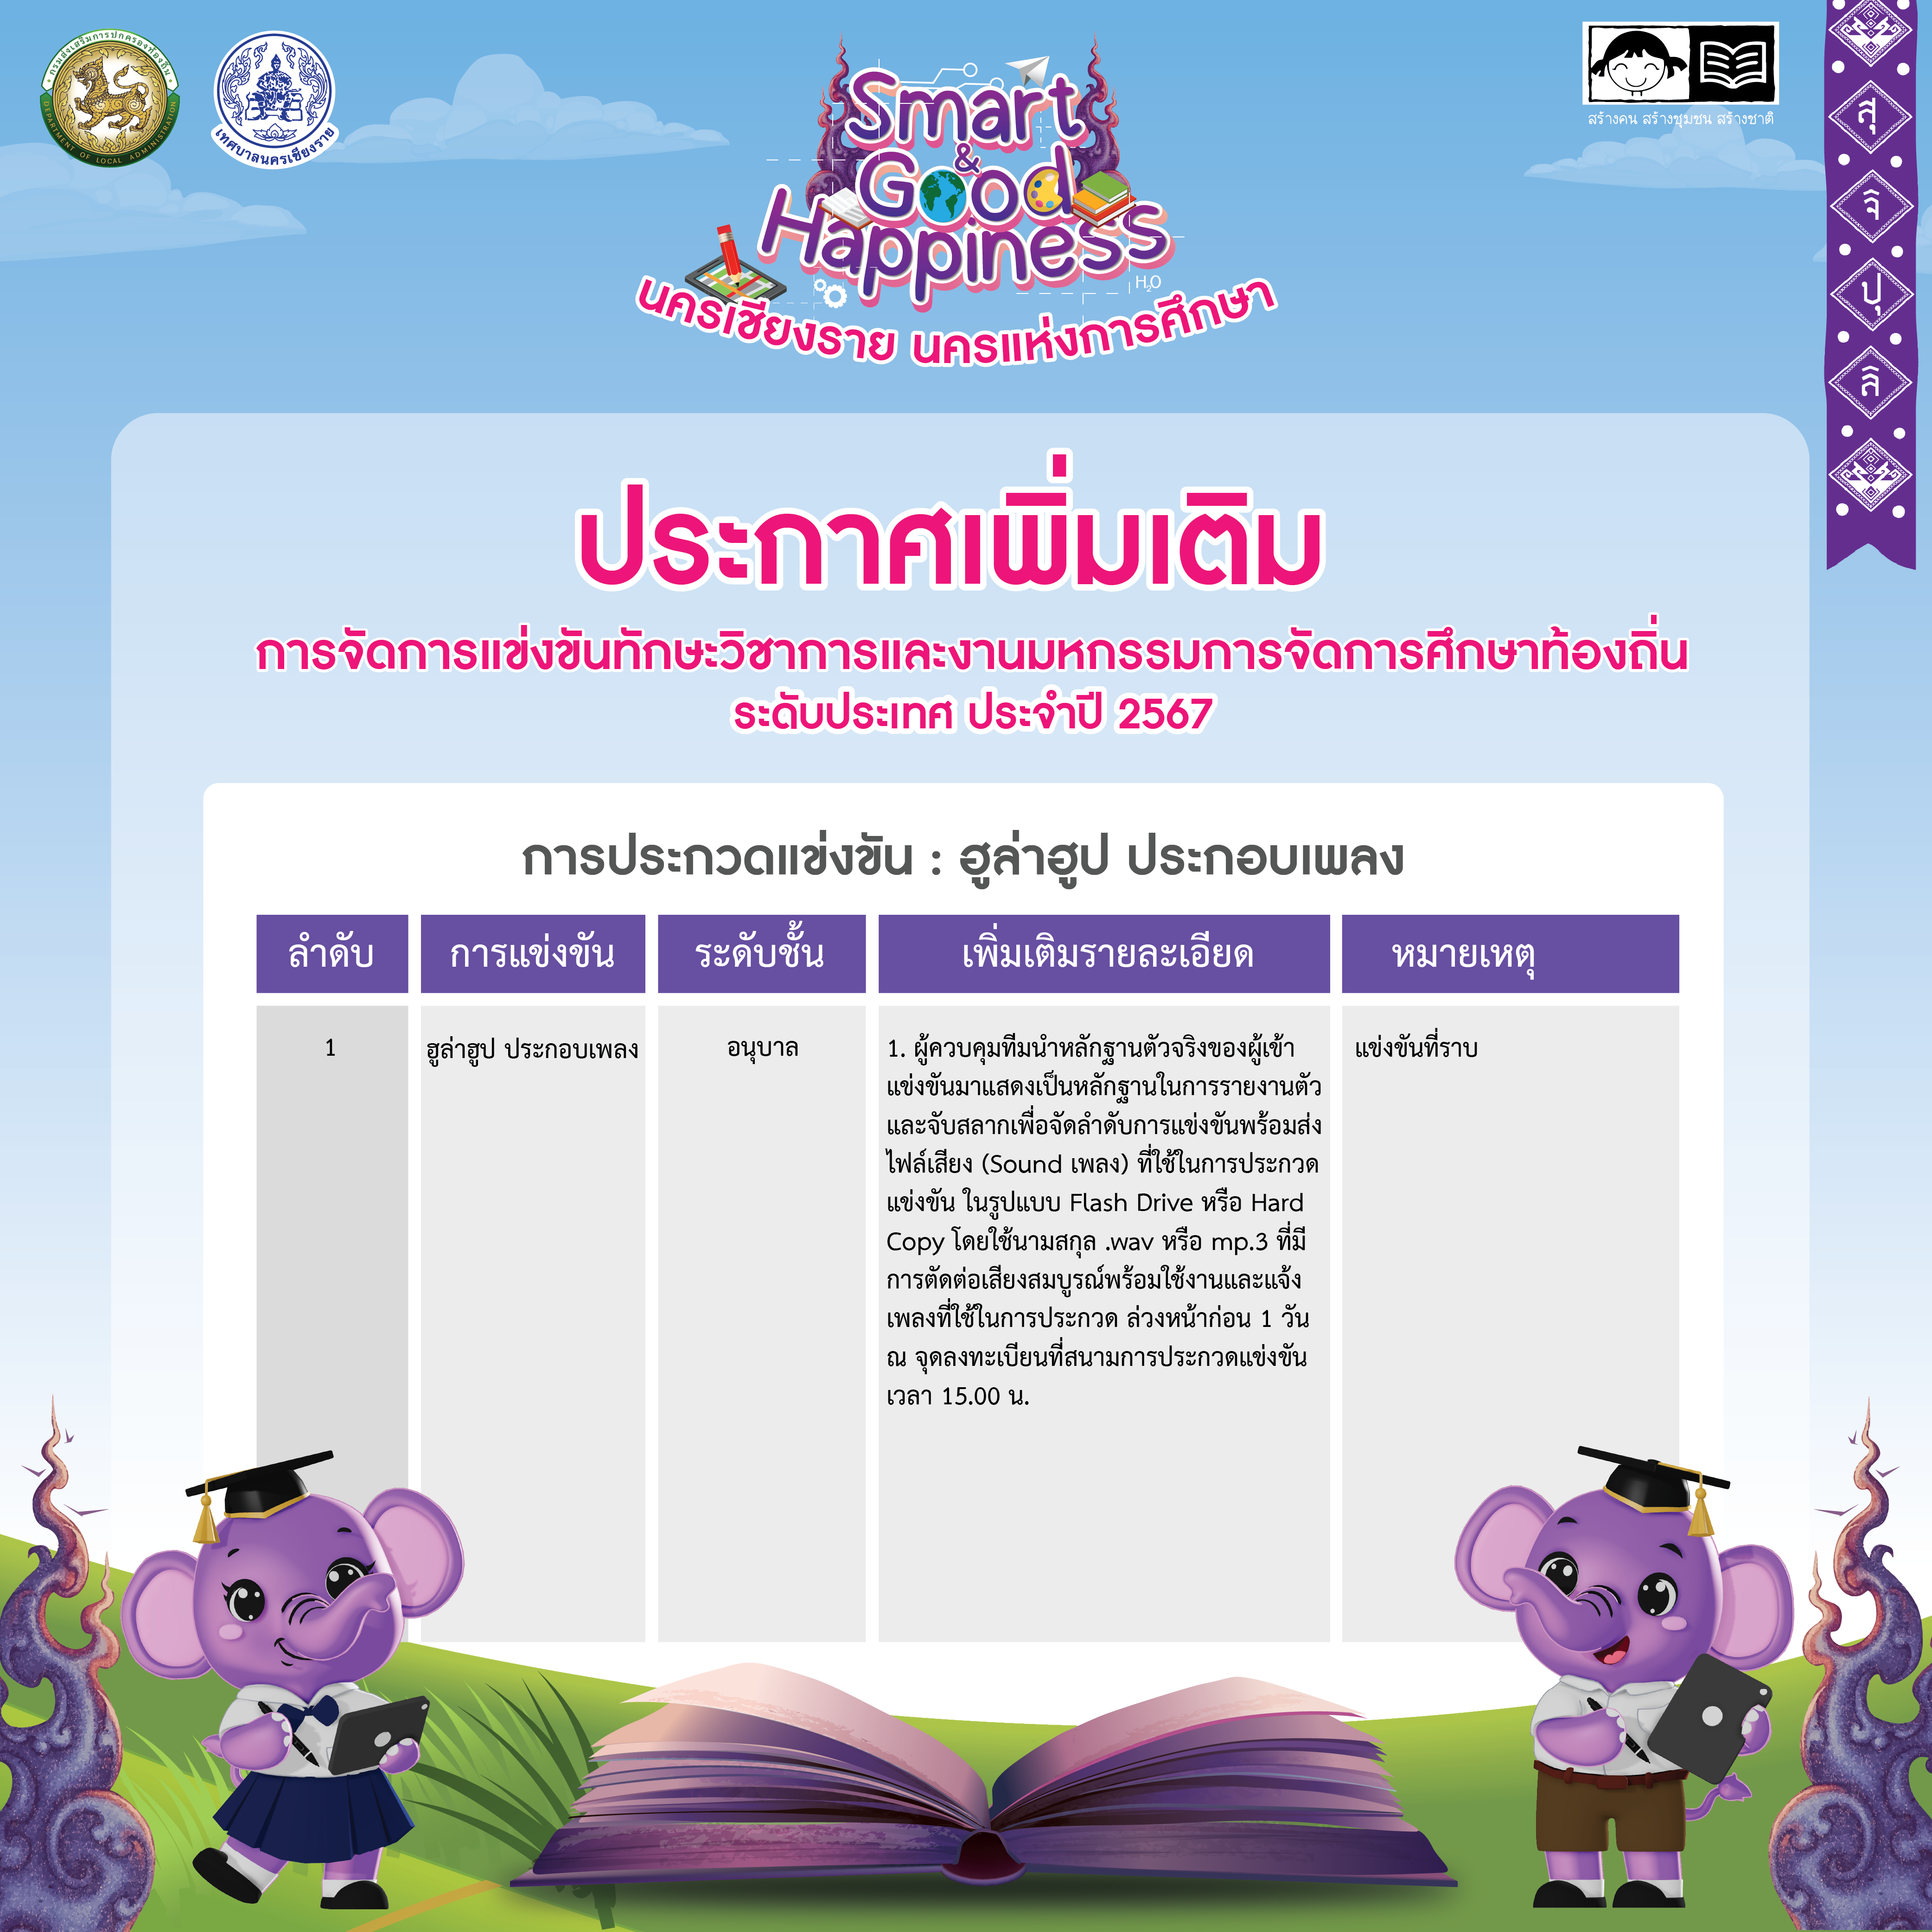 กรมส่งเสริมการปกครองท้องถิ่น
DEPARTMENT OF LOCAL ADMINISTRATION
เทศบาลนครเชียงราย
Smart
&
Good
Happiness
H₂O
นครเชียงราย นครแห่งการศึกษา
สร้างคน สร้างชุมชน สร้างชาติ
สุ
จิ
ปุ
ลิ
ประกาศเพิ่มเติม
การจัดการแข่งขันทักษะวิชาการและงานมหกรรมการจัดการศึกษาท้องถิ่น
ระดับประเทศ ประจำปี 2567
การประกวดแข่งขัน : ฮูล่าฮูป ประกอบเพลง
ลำดับ การแข่งขัน ระดับชั้น เพิ่มเติมรายละเอียด หมายเหตุ
1 ฮูล่าฮูป ประกอบเพลง อนุบาล 1. ผู้ควบคุมทีมนำหลักฐานตัวจริงของผู้เข้า แข่งขันที่ราบ
แข่งขันมาแสดงเป็นหลักฐานในการรายงานตัว
และจับสลากเพื่อจัดลำดับการแข่งขันพร้อมส่ง
ไฟล์เสียง (Sound เพลง) ที่ใช้ในการประกวด
แข่งขัน ในรูปแบบ Flash Drive หรือ Hard
Copy โดยใช้นามสกุล .wav หรือ mp.3 ที่มี
การตัดต่อเสียงสมบูรณ์พร้อมใช้งานและแจ้ง
เพลงที่ใช้ในการประกวด ล่วงหน้าก่อน 1 วัน
ณ จุดลงทะเบียนที่สนามการประกวดแข่งขัน
เวลา 15.00 น.